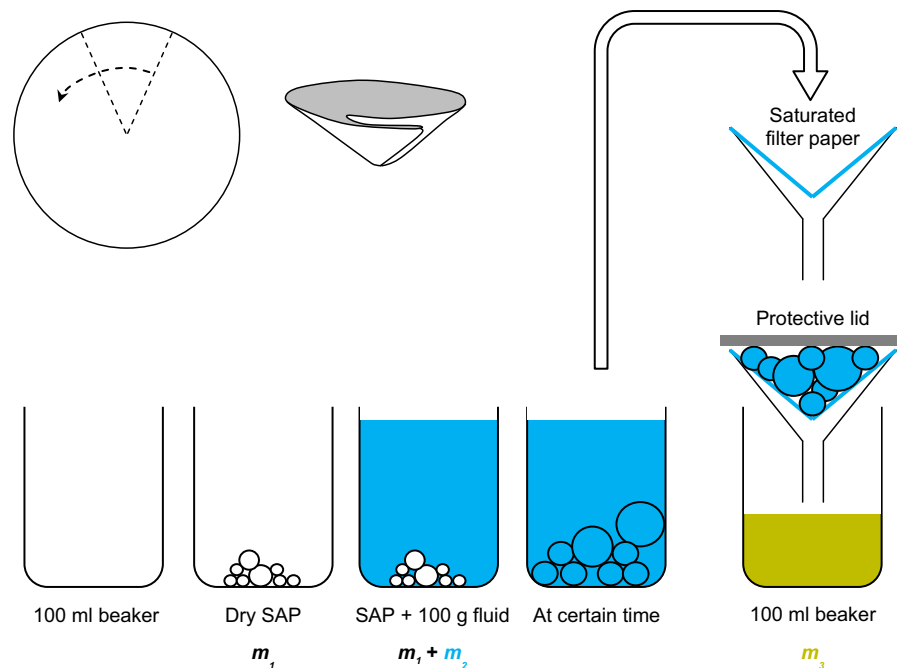 Saturated
filter paper
Protective lid
100 ml beaker
Dry SAP
SAP + 100 g fluid
At certain time
100 ml beaker
m₁
m₁ + m₂
m₃